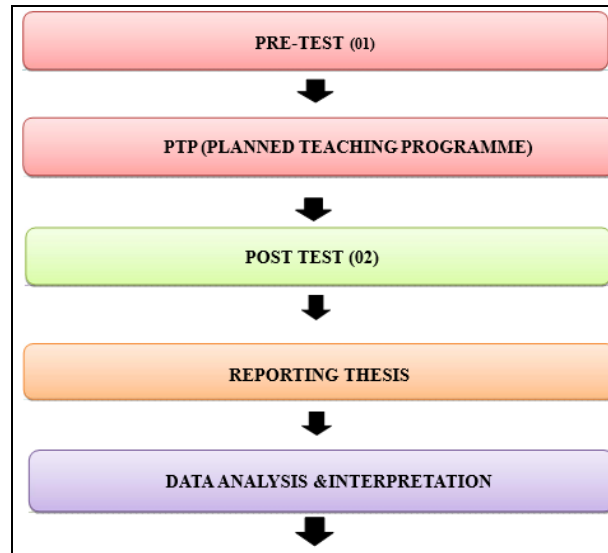 PRE-TEST (01)
PTP (PLANNED TEACHING PROGRAMME)
POST TEST (02)
REPORTING THESIS
DATA ANALYSIS &INTERPRETATION